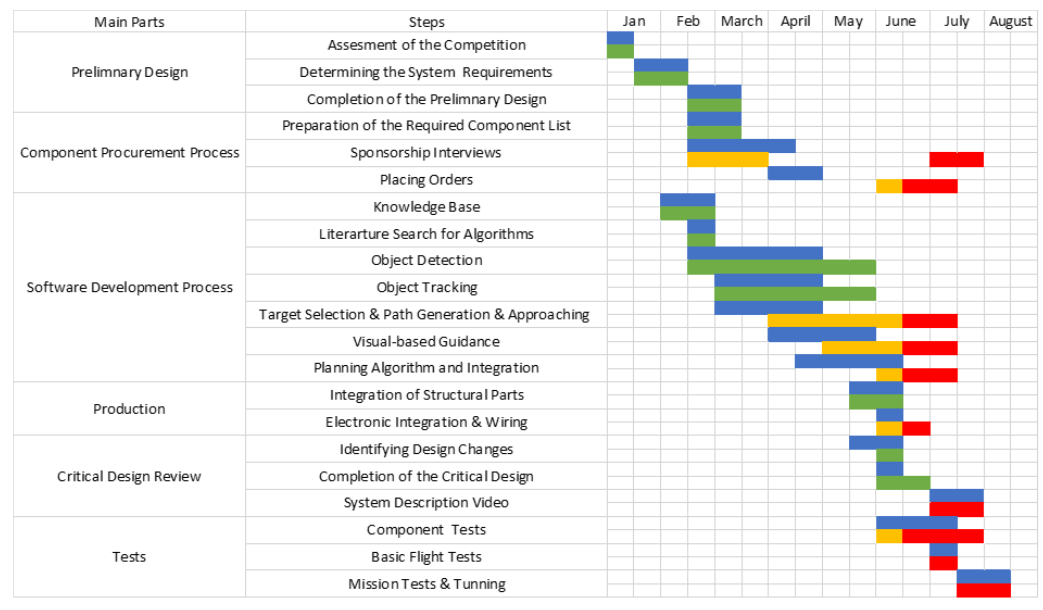 Main Parts Steps Jan Feb March April May June July August
Assesment of the Competition
Prelimnary Design
Determining the System Requirements
Completion of the Prelimnary Design
Preparation of the Required Component List
Component Procurement Process
Sponsorship Interviews
Placing Orders
Knowledge Base
Literarture Search for Algorithms
Object Detection
Software Development Process
Object Tracking
Target Selection & Path Generation & Approaching
Visual-based Guidance
Planning Algorithm and Integration
Integration of Structural Parts
Production
Electronic Integration & Wiring
Identifying Design Changes
Critical Design Review
Completion of the Critical Design
System Description Video
Component Tests
Tests
Basic Flight Tests
Mission Tests & Tunning